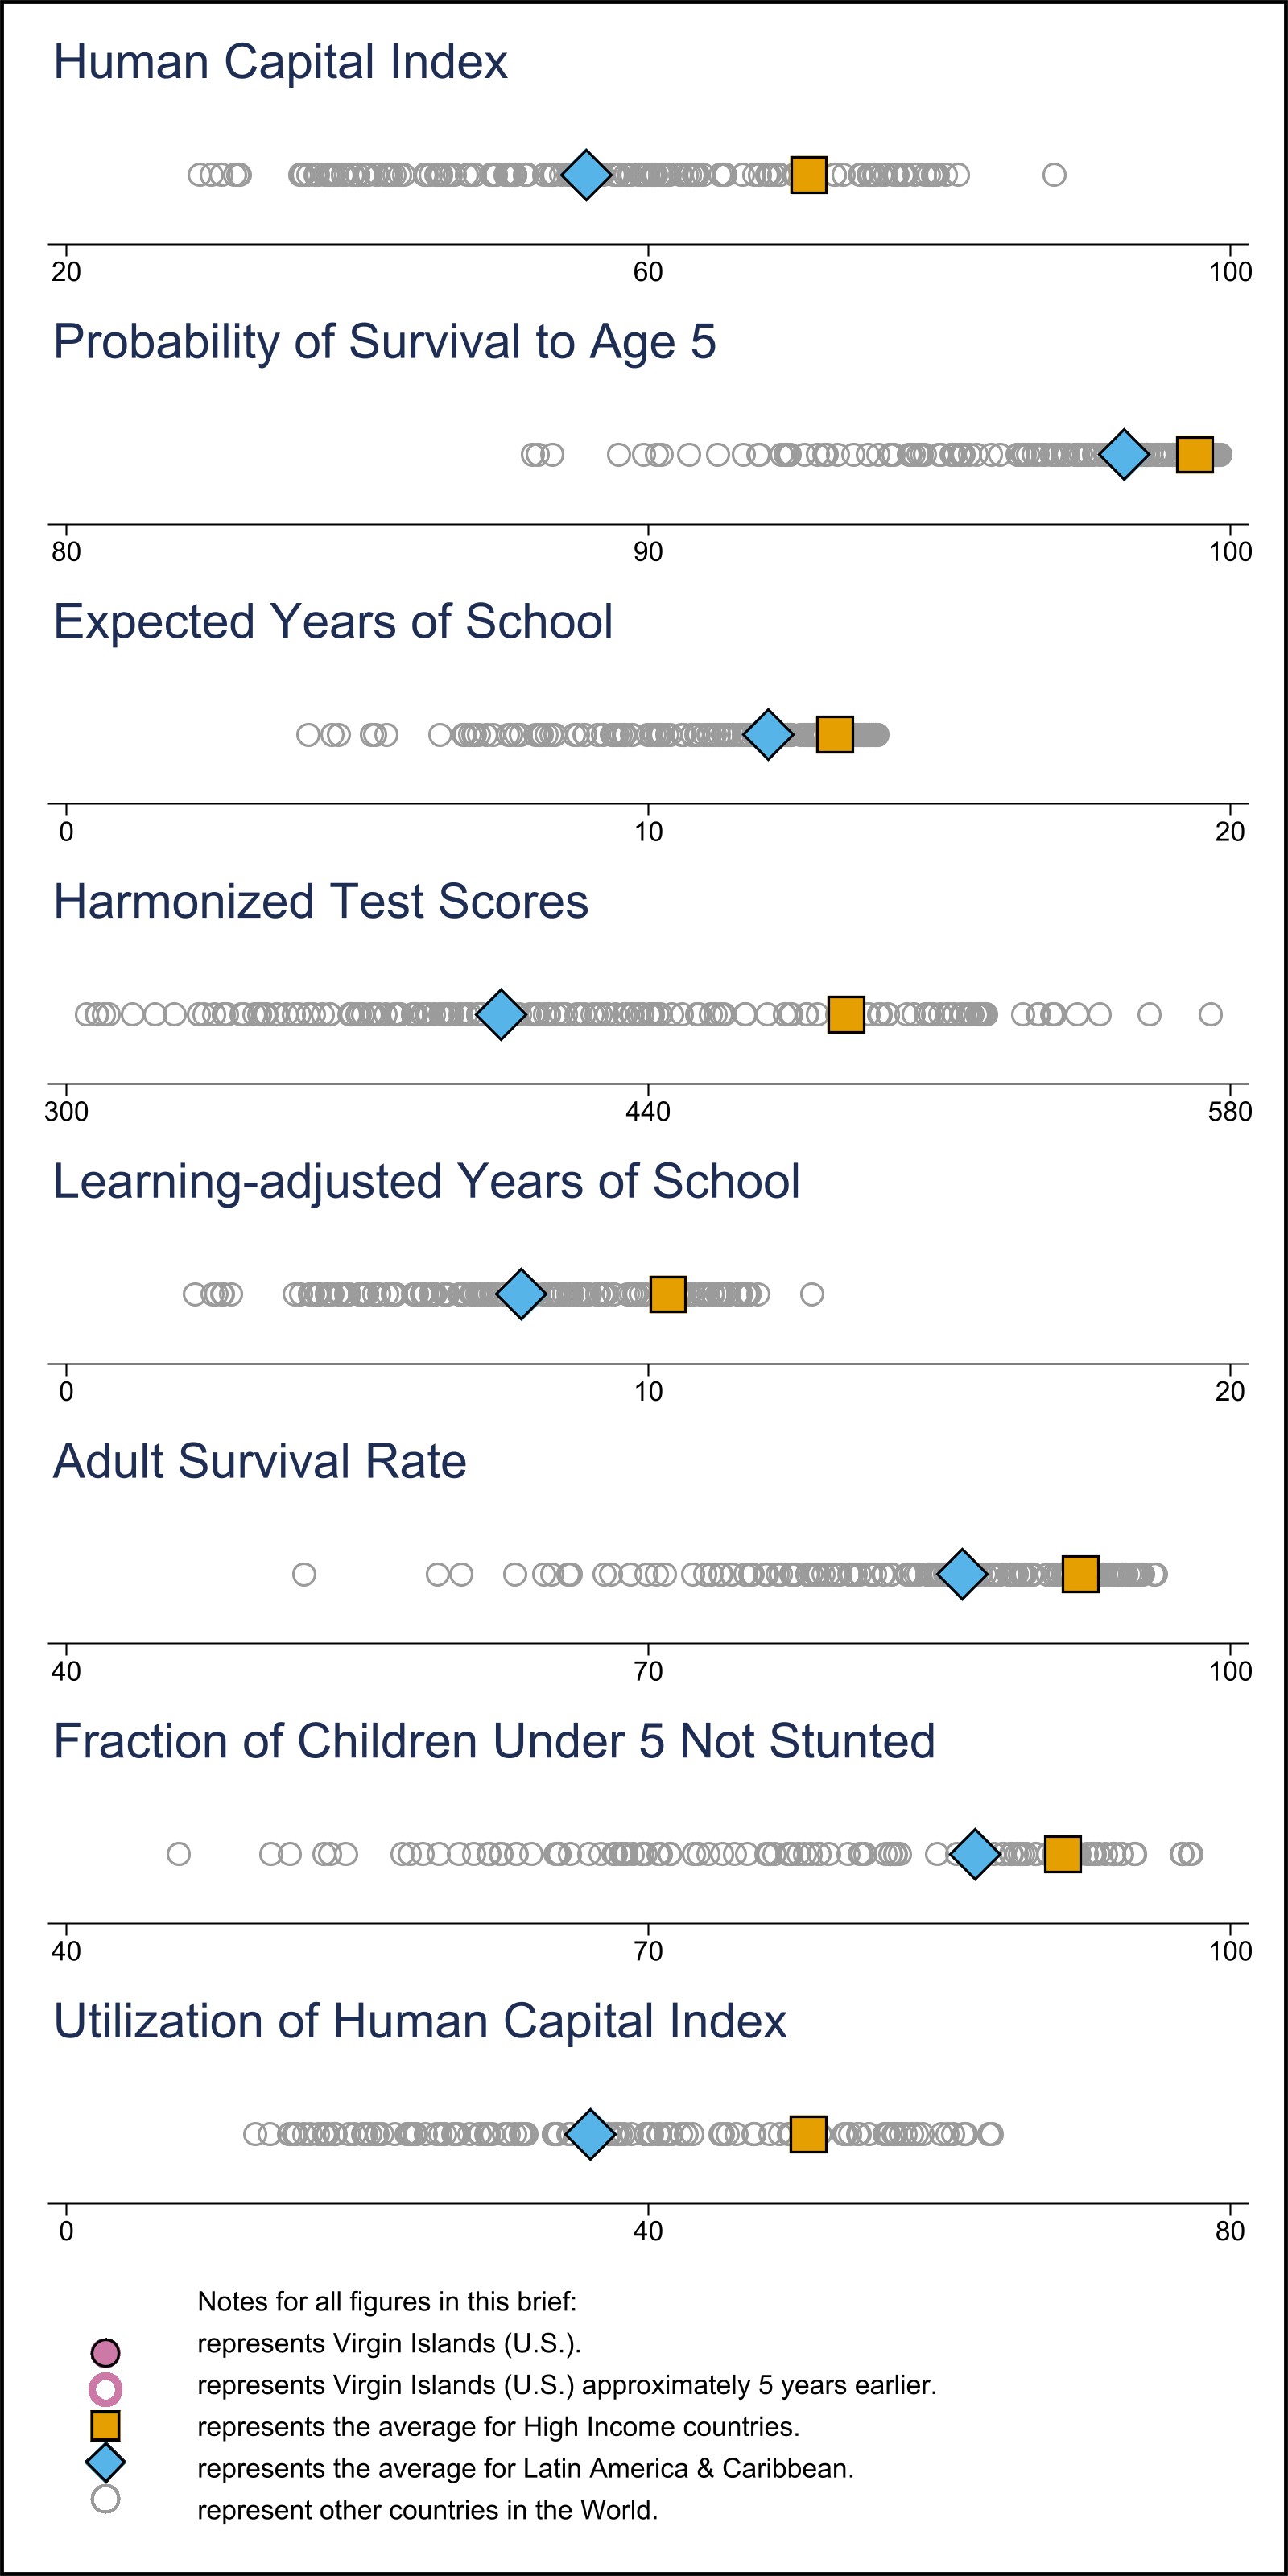 Human Capital Index
20 60 100
Probability of Survival to Age 5
80 90 100
Expected Years of School
0 10 20
Harmonized Test Scores
300 440 580
Learning-adjusted Years of School
0 10 20
Adult Survival Rate
40 70 100
Fraction of Children Under 5 Not Stunted
40 70 100
Utilization of Human Capital Index
0 40 80
Notes for all figures in this brief:
represents Virgin Islands (U.S.).
represents Virgin Islands (U.S.) approximately 5 years earlier.
represents the average for High Income countries.
represents the average for Latin America & Caribbean.
represent other countries in the World.